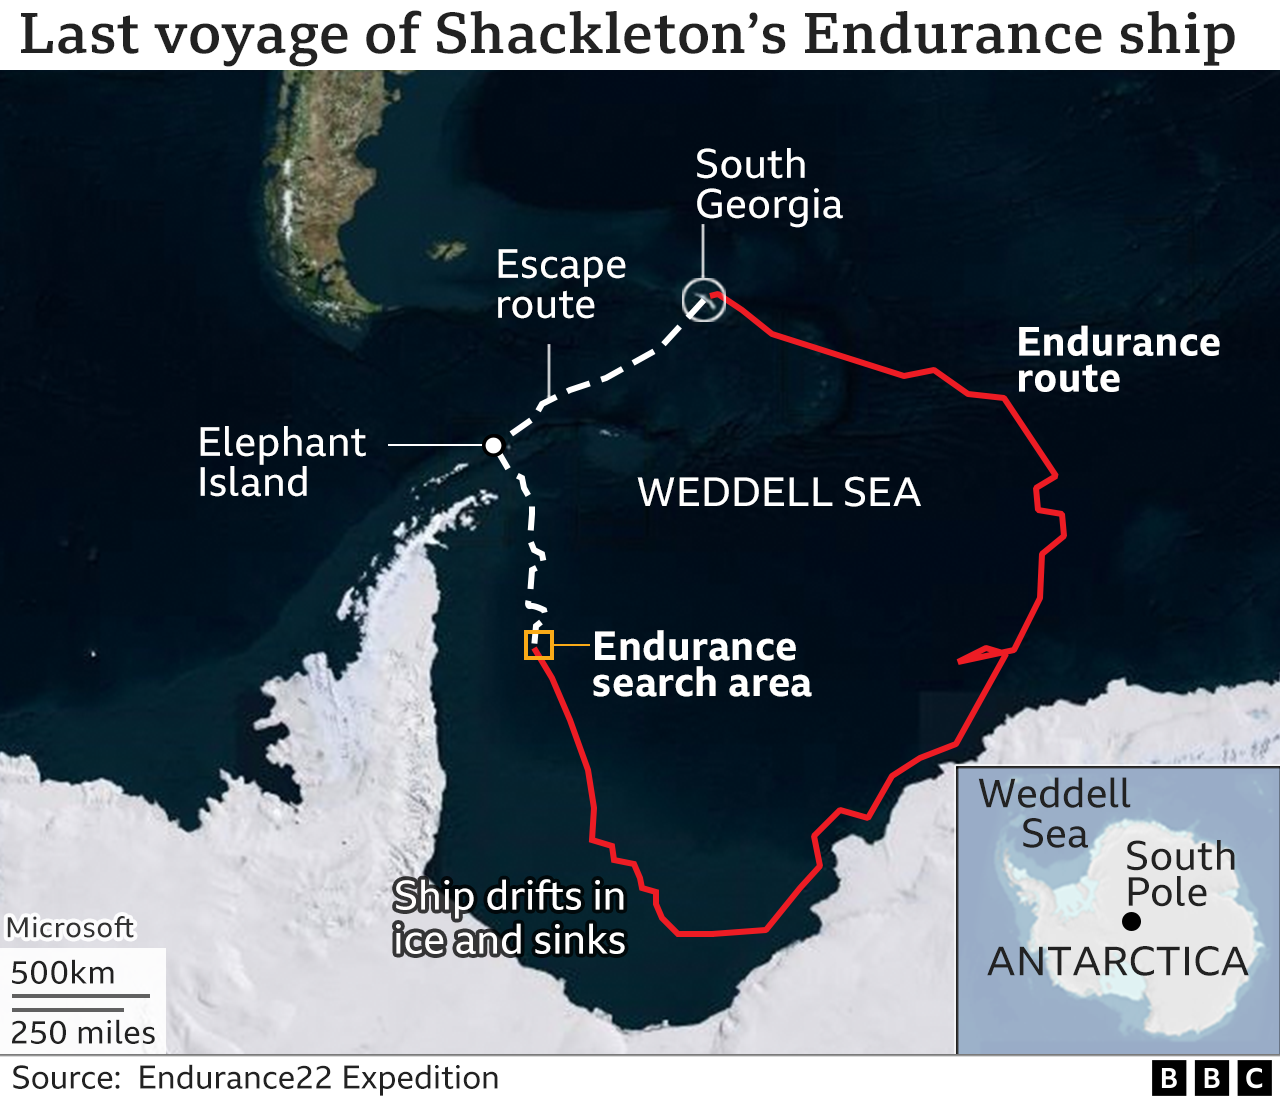 Last voyage of Shackleton’s Endurance ship
South
Georgia
Escape
route
Endurance
route
Elephant
Island
WEDDELL SEA
Endurance
search area
Weddell
Sea
South
Pole
ANTARCTICA
Ship drifts in
ice and sinks
Microsoft
500km
250 miles
Source: Endurance22 Expedition
BBC